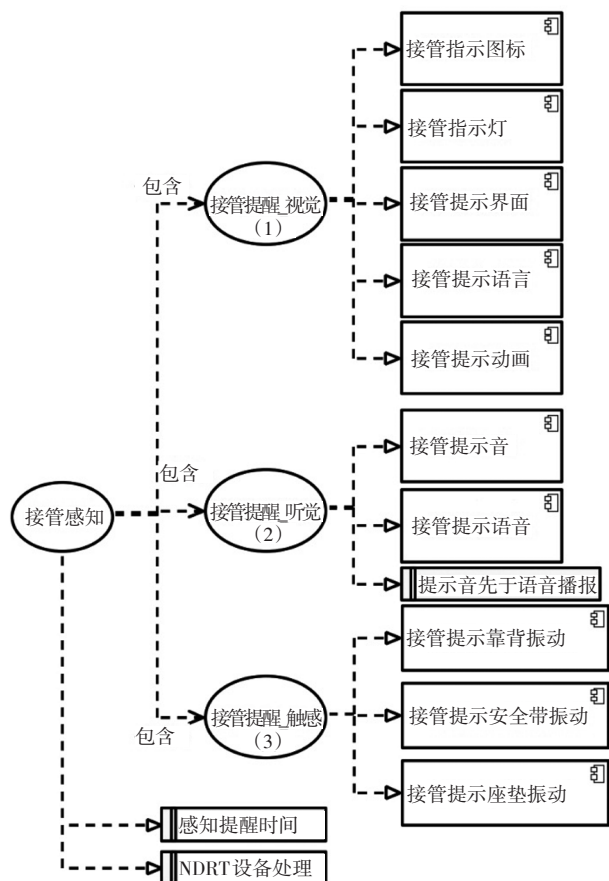 接管指示图标
接管指示灯
包含
接管提醒_视觉
（1）
接管提示界面
接管提示语言
接管提示动画
接管提示音
包含
接管感知
接管提醒_听觉
（2）
接管提示语音
提示音先于语音播报
接管提示靠背振动
包含
接管提醒_触感
（3）
接管提示安全带振动
接管提示座垫振动
感知提醒时间
NDRT设备处理